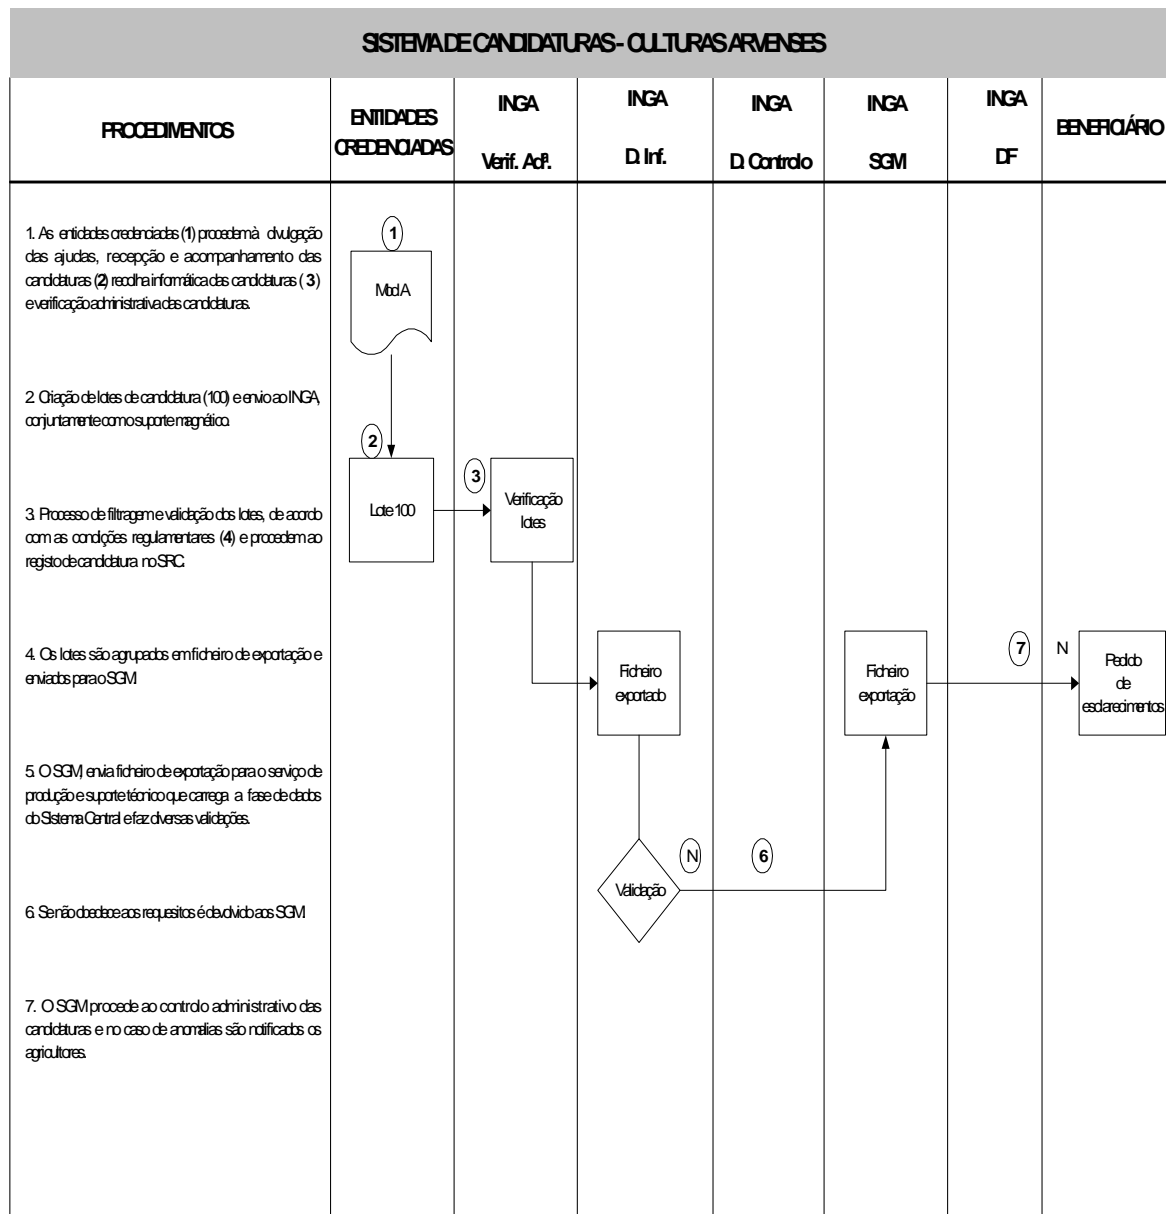 SISTEMA DE CANDIDATURAS - CULTURAS ARVENSES
PROCEDIMENTOS
ENTIDADES
CREDENCIADAS
INGA
Verif. Adª.
INGA
D. Inf.
INGA
D. Controlo
INGA
SGM
INGA
DF
BENEFICIÁRIO
1. As entidades credenciadas (1) procedem à divulgação
das ajudas, recepção e acompanhamento das
candidaturas (2) recolha informática das candidaturas ( 3)
e verificação administrativa das candidaturas.
2. Criação de lotes de candidatura (100) e envio ao INGA,
conjuntamente com o suporte magnético.
3. Processo de filtragem e validação dos lotes, de acordo
com as condições regulamentares (4) e procedem ao
registo de candidatura no SRC.
4. Os lotes são agrupados em ficheiro de exportação e
enviados para o SGM.
5. O SGM, envia ficheiro de exportação para o serviço de
produção e suporte técnico que carrega a fase de dados
do Sistema Central e faz diversas validações.
6. Se não obedece aos requesitos é devolvido aos SGM.
7. O SGM procede ao controlo administrativo das
candidaturas e no caso de anomalias são notificados os
agricultores.
1
Mod.A
2
Lote 100
3
Verificação
lotes
Ficheiro
exportado
Ficheiro
exportação
7
N
Pedido
de
esclarecimentos
Validação
N
6